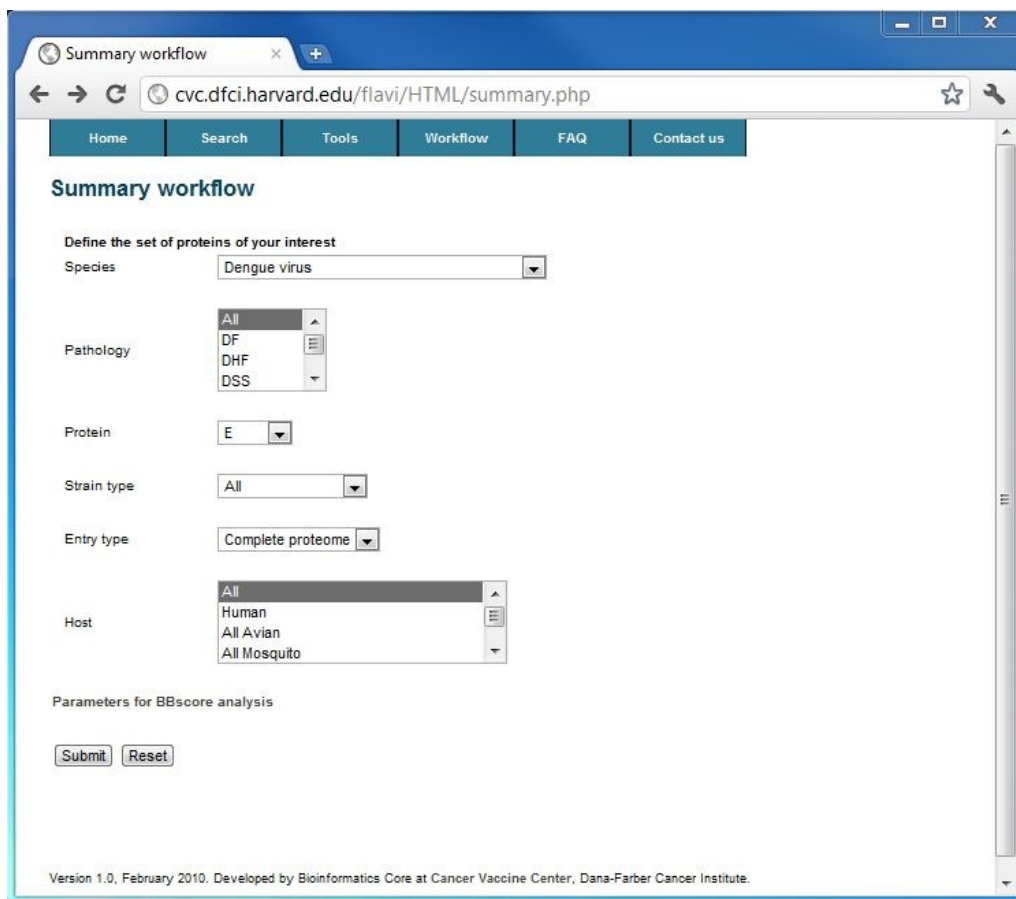 Summary workflow
cvc.dfci.harvard.edu/flavi/HTML/summary.php
Home Search Tools Workflow FAQ Contact us
Summary workflow
Define the set of proteins of your interest
Species Dengue virus
All
DF
Pathology
DHF
DSS
Protein E
Strain type All
Entry type Complete proteome
All
Human
Host
All Avian
All Mosquito
Parameters for BBscore analysis
Submit Reset
Version 1.0, February 2010. Developed by Bioinformatics Core at Cancer Vaccine Center, Dana-Farber Cancer Institute.